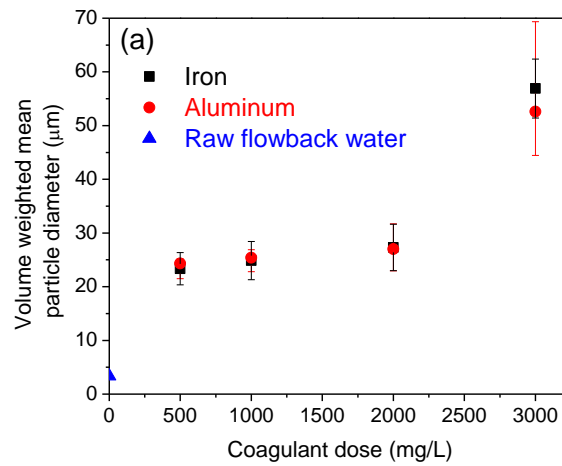 (a)
Iron
Aluminum
Raw flowback water
Volume weighted mean
particle diameter (μm)
70
60
50
40
30
20
10
0
0 500 1000 1500 2000 2500 3000
Coagulant dose (mg/L)